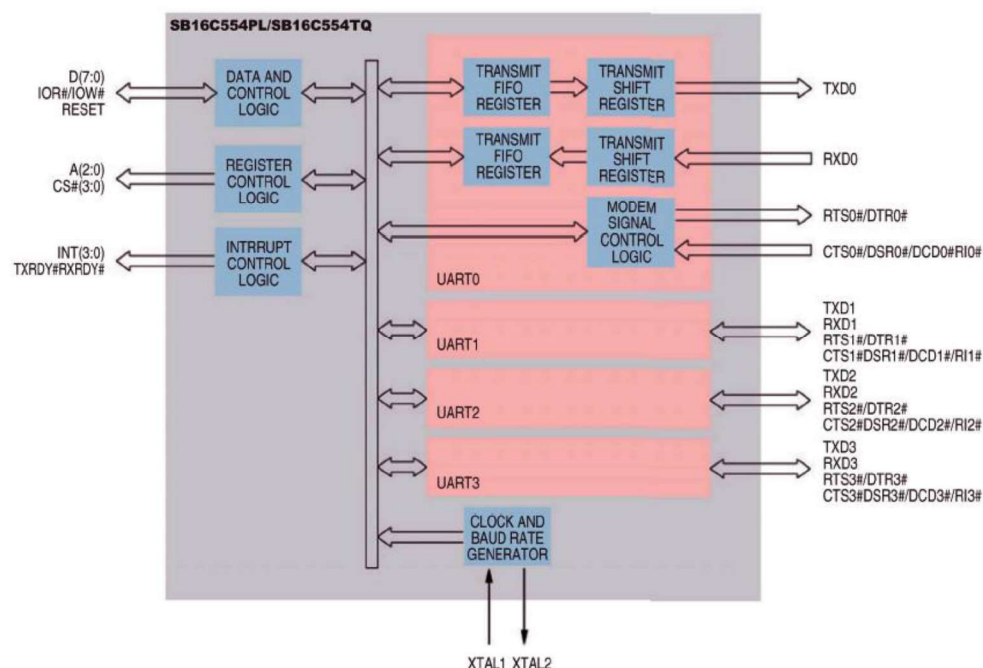 SB16C554PL/SB16C554TQ
D(7:0)
IOR#/IOW#
RESET
DATA AND
CONTROL
LOGIC
TRANSMIT
FIFO
REGISTER
TRANSMIT
SHIFT
REGISTER
TXD0
A(2:0)
CS#(3:0)
REGISTER
CONTROL
LOGIC
TRANSMIT
FIFO
REGISTER
TRANSMIT
SHIFT
REGISTER
RXD0
INT(3:0)
TXRDY#RXRDY#
INTRRUPT
CONTROL
LOGIC
MODEM
SIGNAL
CONTROL
LOGIC
RTS0#/DTR0#
CTS0#/DSR0#/DCD0#RI0#
UART0
UART1
TXD1
RXD1
RTS1#/DTR1#
CTS1#DSR1#/DCD1#/RI1#
UART2
TXD2
RXD2
RTS2#/DTR2#
CTS2#DSR2#/DCD2#/RI2#
UART3
TXD3
RXD3
RTS3#/DTR3#
CTS3#DSR3#/DCD3#/RI3#
CLOCK AND
BAUD RATE
GENERATOR
XTAL1 XTAL2